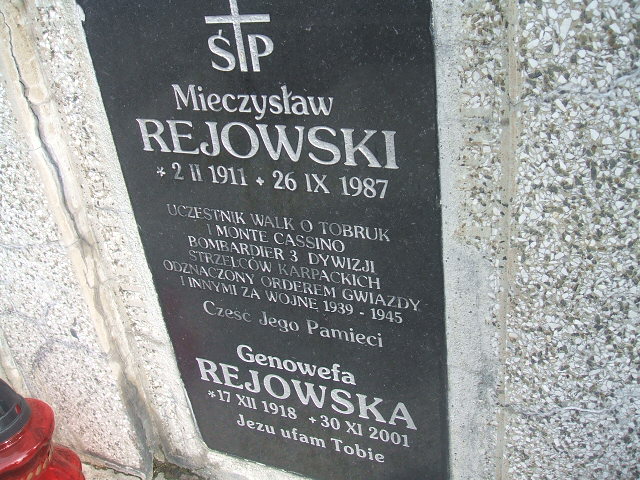 ŚP
Mieczysław
REJOWSKI
* 2 II 1911 + 26 IX 1987
UCZESTNIK WALK O TOBRUK
I MONTE CASSINO
BOMBARDIER 3 DYWIZJI
STRZELCÓW KARPACKICH
ODZNACZONY ORDEREM GWIAZDY
I INNYMI ZA WOJNĘ 1939 - 1945
Cześć Jego Pamięci
Genowefa
REJOWSKA
*17 XII 1918 +30 XI 2001
Jezu ufam Tobie